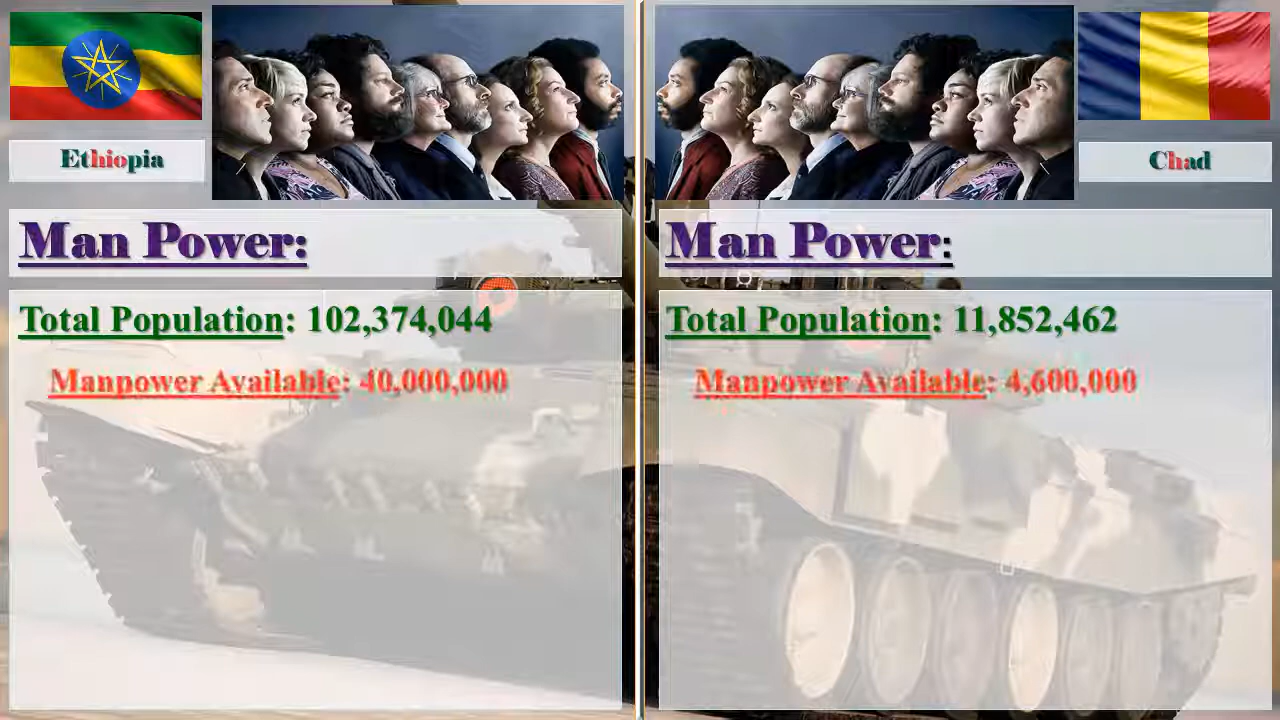 Ethiopia
Chad
Man Power:
Man Power:
Total Population: 102,374,044
Total Population: 11,852,462
Manpower Available: 40,000,000
Manpower Available: 4,600,000